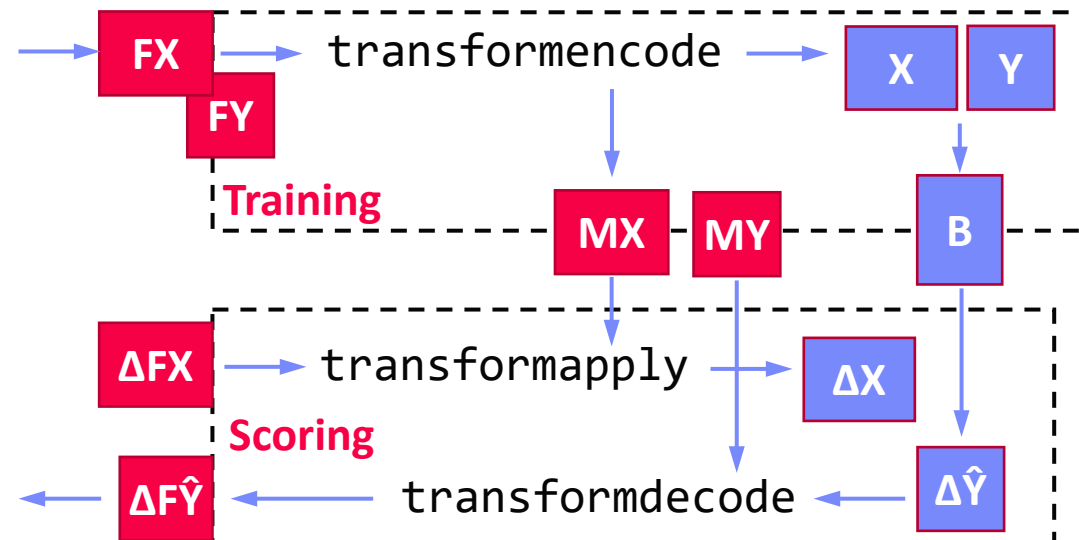 FX
transformencode
X
Y
FY
Training
MX
MY
B
ΔFX
transformapply
ΔX
Scoring
ΔFŶ
transformdecode
ΔŶ